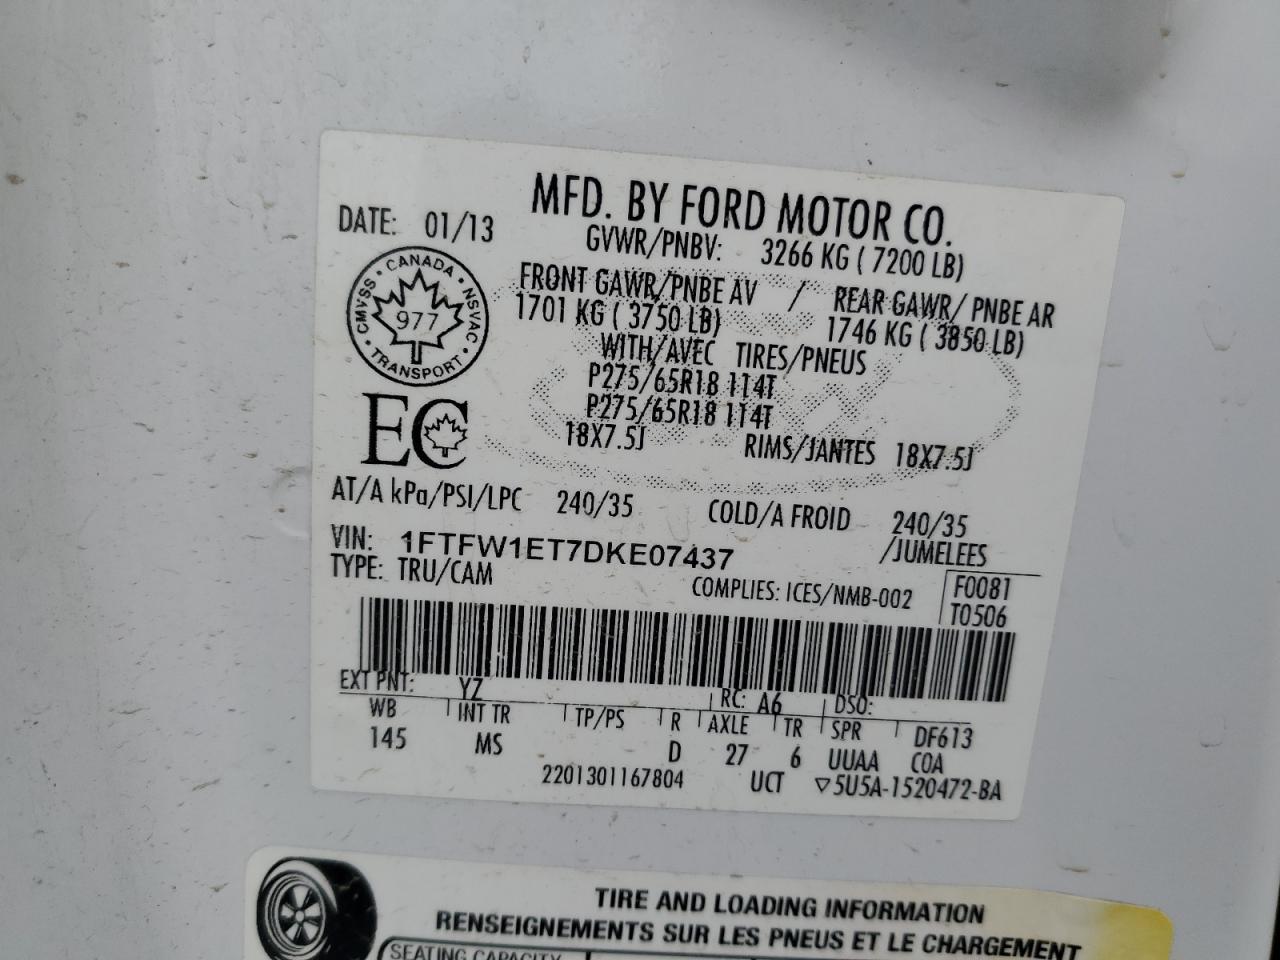 MFD. BY FORD MOTOR CO.
DATE: 01/13
GVWR/PNBV: 3266 KG ( 7200 LB)
CMVSS • CANADA • NSVAC • TRANSPORT •
977
FRONT GAWR/PNBE AV / REAR GAWR/ PNBE AR
1701 KG ( 3750 LB) 1746 KG ( 3850 LB)
WITH/AVEC TIRES/PNEUS
P275/65R18 114T
P275/65R18 114T
EC
18X7.5J RIMS/JANTES 18X7.5J
AT/A kPa/PSI/LPC 240/35 COLD/A FROID 240/35
VIN: 1FTFW1ET7DKE07437 /JUMELEES
TYPE: TRU/CAM COMPLIES: ICES/NMB-002 F0081
T0506
EXT PNT: YZ RC: A6 DSO:
WB INT TR TP/PS R AXLE TR SPR DF613
145 MS D 27 6 UUAA COA
2201301167804 UCT ▽5U5A-1520472-BA
TIRE AND LOADING INFORMATION
RENSEIGNEMENTS SUR LES PNEUS ET LE CHARGEMENT
SEATING CAPACITY